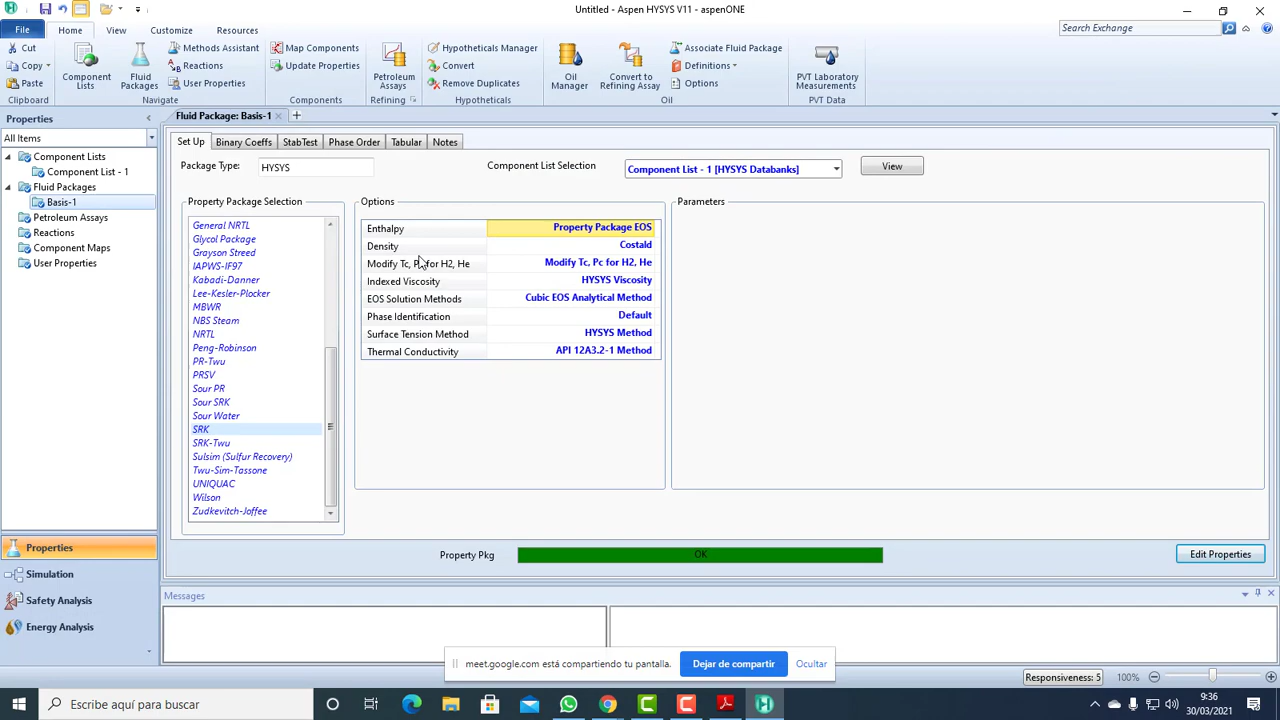 Untitled - Aspen HYSYS V11 - aspenONE
File
Home
View
Customize
Resources
Search Exchange
Cut
Copy
Paste
Clipboard
Component Lists
Fluid Packages
Methods Assistant
Reactions
User Properties
Navigate
Map Components
Update Properties
Components
Petroleum Assays
Refining
Hypotheticals Manager
Convert
Remove Duplicates
Hypotheticals
Oil Manager
Convert to Refining Assay
Associate Fluid Package
Definitions
Options
Oil
PVT Laboratory Measurements
PVT Data
Properties
All Items
Component Lists
Component List - 1
Fluid Packages
Basis-1
Petroleum Assays
Reactions
Component Maps
User Properties
Properties
Simulation
Safety Analysis
Energy Analysis
Fluid Package: Basis-1
Set Up
Binary Coeffs
StabTest
Phase Order
Tabular
Notes
Package Type:
HYSYS
Component List Selection
Component List - 1 [HYSYS Databanks]
View
Property Package Selection
General NRTL
Glycol Package
Grayson Streed
IAPWS-IF97
Kabadi-Danner
Lee-Kesler-Plocker
MBWR
NBS Steam
NRTL
Peng-Robinson
PR-Twu
PRSV
Sour PR
Sour SRK
Sour Water
SRK
SRK-Twu
Sulsim (Sulfur Recovery)
Twu-Sim-Tassone
UNIQUAC
Wilson
Zudkevitch-Joffee
Options
Enthalpy Property Package EOS
Density Costald
Modify Tc, Pc for H2, He Modify Tc, Pc for H2, He
Indexed Viscosity HYSYS Viscosity
EOS Solution Methods Cubic EOS Analytical Method
Phase Identification Default
Surface Tension Method HYSYS Method
Thermal Conductivity API 12A3.2-1 Method
Parameters
Property Pkg
OK
Edit Properties
Messages
meet.google.com está compartiendo tu pantalla.
Dejar de compartir
Ocultar
Responsiveness: 5
100%
Escribe aquí para buscar
9:36
30/03/2021